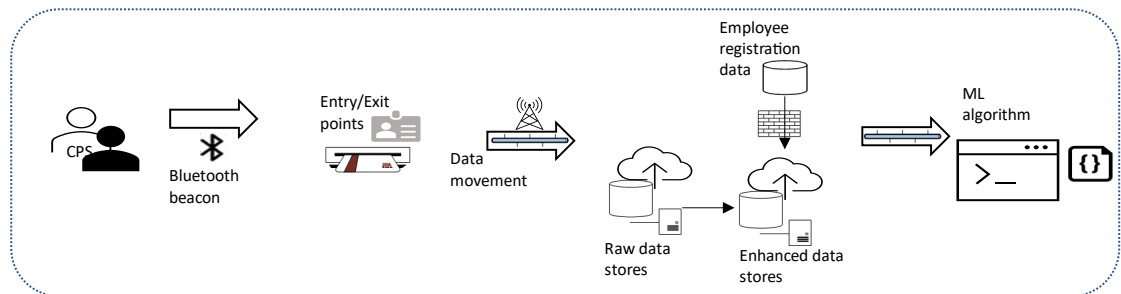 CPS
Bluetooth
beacon
Entry/Exit
points
Data
movement
Raw data
stores
Employee
registration
data
Enhanced data
stores
ML
algorithm
>_
{}